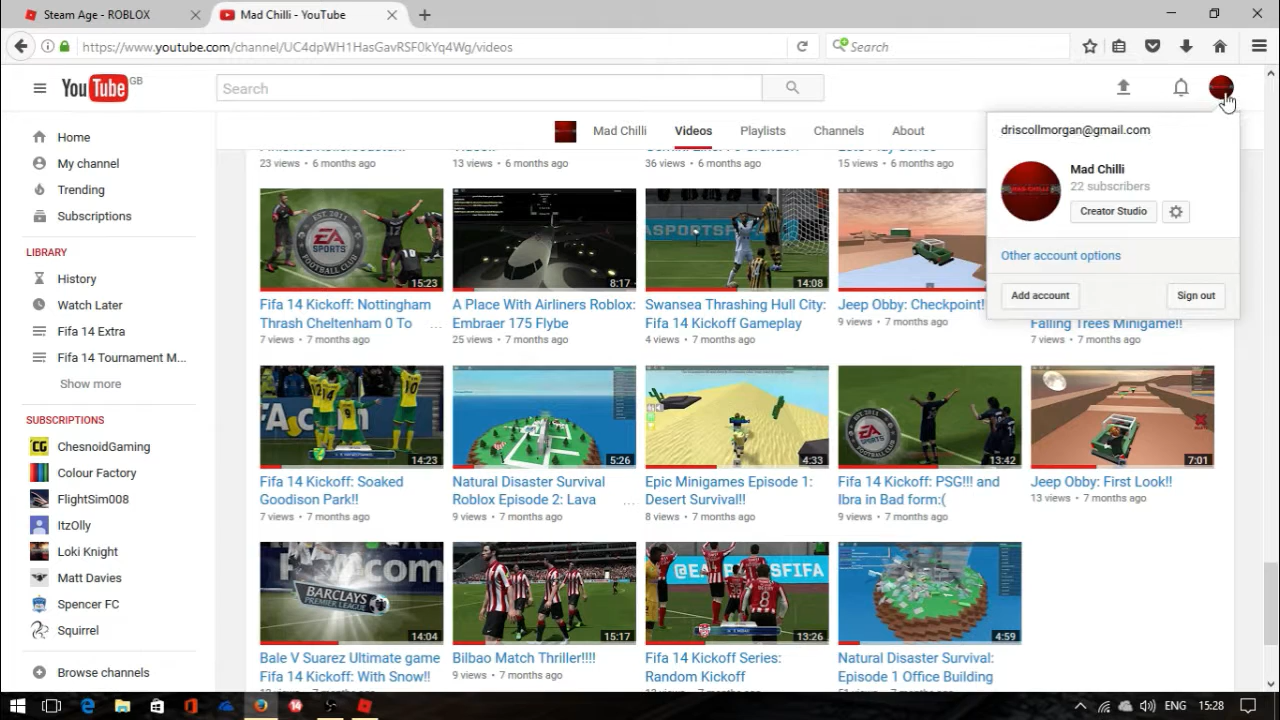 Steam Age - ROBLOX
Mad Chilli - YouTube
https://www.youtube.com/channel/UC4dpWH1HasGavRSF0kYq4Wg/videos
Search
YouTube GB
Search
Mad Chilli Videos Playlists Channels About
driscollmorgan@gmail.com
Mad Chilli
22 subscribers
Creator Studio
Other account options
Add account Sign out
Home
My channel
Trending
Subscriptions
LIBRARY
History
Watch Later
Fifa 14 Extra
Fifa 14 Tournament M...
Show more
SUBSCRIPTIONS
ChesnoidGaming
Colour Factory
FlightSim008
ItzOlly
Loki Knight
Matt Davies
Spencer FC
Squirrel
Browse channels
23 views • 6 months ago
13 views • 6 months ago
36 views • 6 months ago
15 views • 6 months ago
EST. 2011
EA
SPORTS
FOOTBALL CLUB
15:23
8:17
14:08
Fifa 14 Kickoff: Nottingham
Thrash Cheltenham 0 To ...
7 views • 7 months ago
A Place With Airliners Roblox:
Embraer 175 Flybe
25 views • 7 months ago
Swansea Thrashing Hull City:
Fifa 14 Kickoff Gameplay
4 views • 7 months ago
Jeep Obby: Checkpoint!
9 views • 7 months ago
Falling Trees Minigame!!
7 views • 7 months ago
14:23
5:26
4:33
13:42
7:01
Fifa 14 Kickoff: Soaked
Goodison Park!!
7 views • 7 months ago
Natural Disaster Survival
Roblox Episode 2: Lava ...
9 views • 7 months ago
Epic Minigames Episode 1:
Desert Survival!!
8 views • 7 months ago
Fifa 14 Kickoff: PSG!!! and
Ibra in Bad form:(
9 views • 7 months ago
Jeep Obby: First Look!!
13 views • 7 months ago
BARCLAYS
PREMIER LEAGUE
14:04
15:17
13:26
4:59
Bale V Suarez Ultimate game
Fifa 14 Kickoff: With Snow!!
Bilbao Match Thriller!!!!
9 views • 7 months ago
Fifa 14 Kickoff Series:
Random Kickoff
Natural Disaster Survival:
Episode 1 Office Building
ENG 15:28